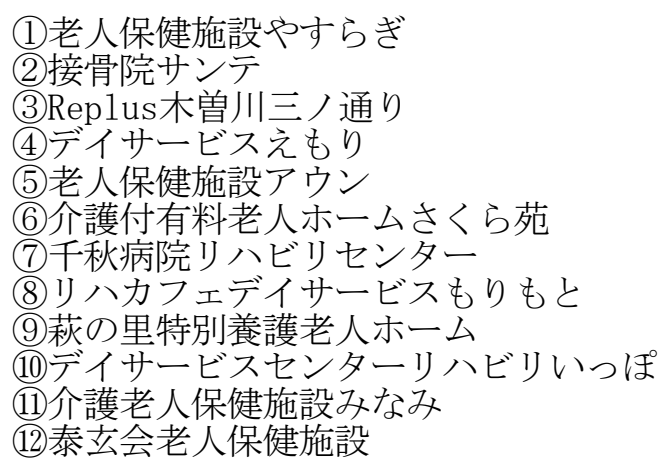 ①老人保健施設やすらぎ
②接骨院サンテ
③Replus木曽川三ノ通り
④デイサービスえもり
⑤老人保健施設アウン
⑥介護付有料老人ホームさくら苑
⑦千秋病院リハビリセンター
⑧リハカフェデイサービスもりもと
⑨萩の里特別養護老人ホーム
⑩デイサービスセンターリハビリいっぽ
⑪介護老人保健施設みなみ
⑫泰玄会老人保健施設